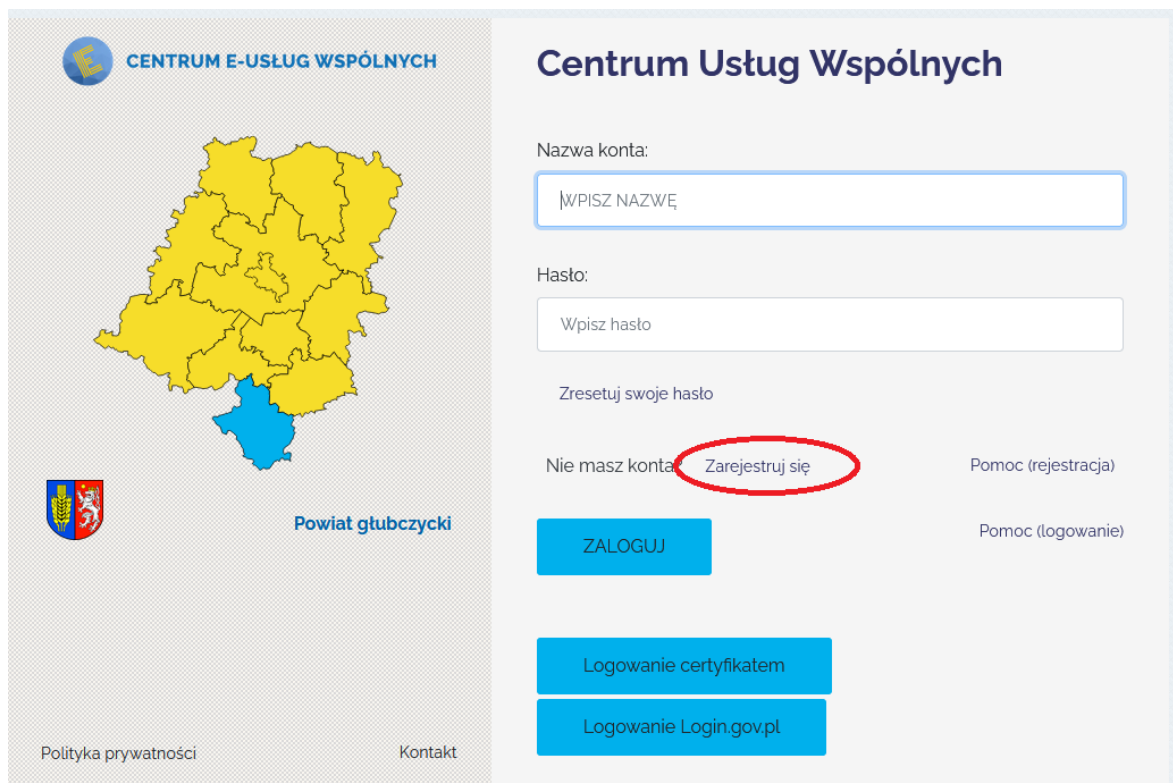 CENTRUM E-USŁUG WSPÓLNYCH
Powiat głubczycki
Polityka prywatności
Kontakt
Centrum Usług Wspólnych
Nazwa konta:
WPISZ NAZWĘ
Hasło:
Wpisz hasło
Zresetuj swoje hasło
Nie masz konta? Zarejestruj się
Pomoc (rejestracja)
ZALOGUJ
Pomoc (logowanie)
Logowanie certyfikatem
Logowanie Login.gov.pl